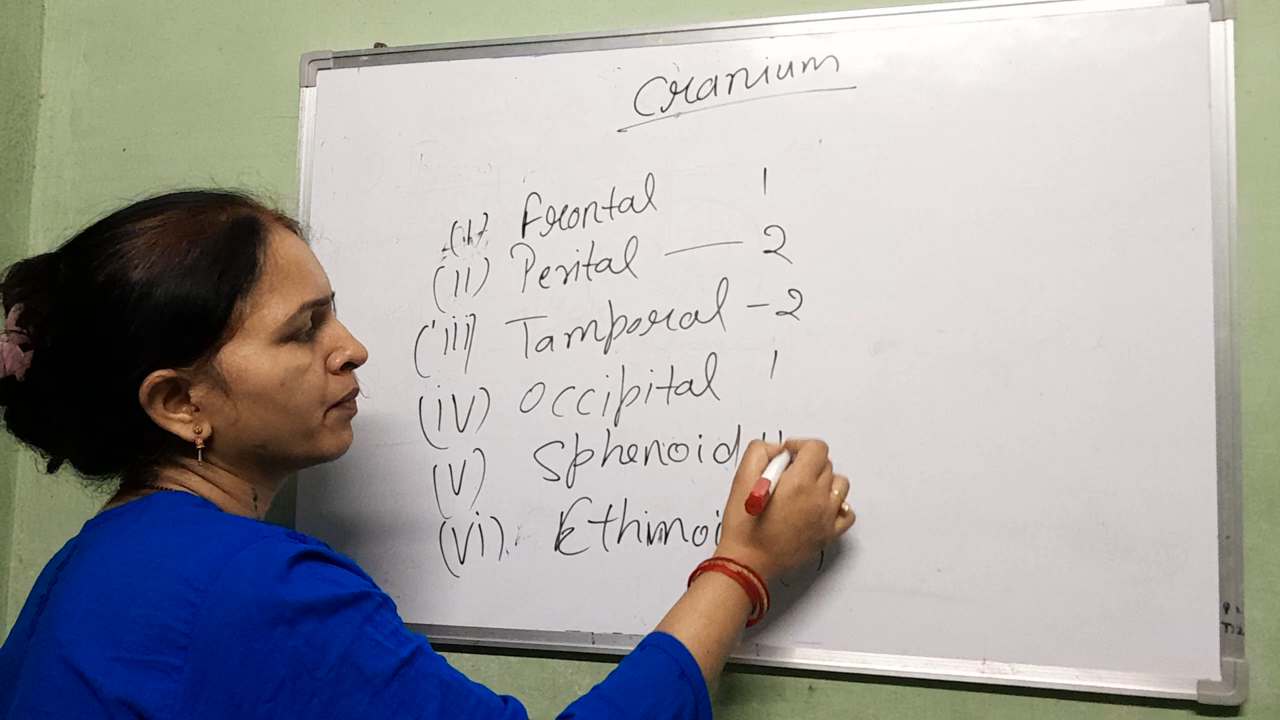 Cranium
(i) Frontal 1
(ii) Perital — 2
(iii) Tamporal - 2
(iv) Occipital 1
(v) Sphenoid
(vi). Ethimoi